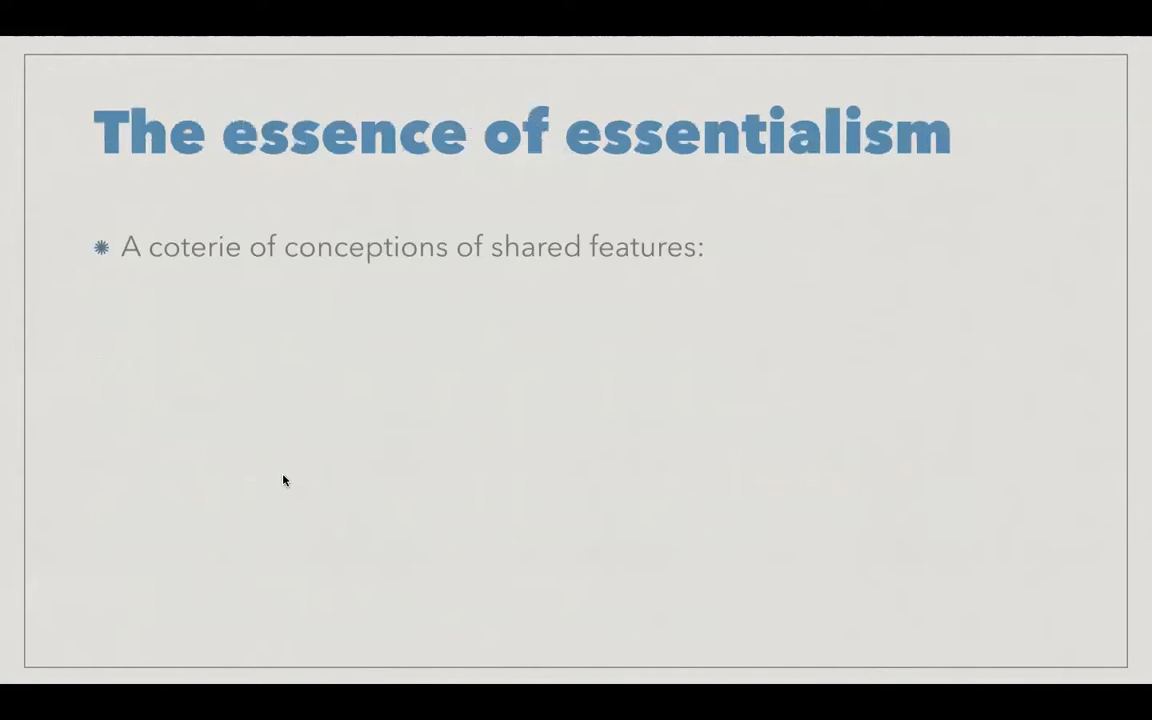 The essence of essentialism
A coterie of conceptions of shared features: